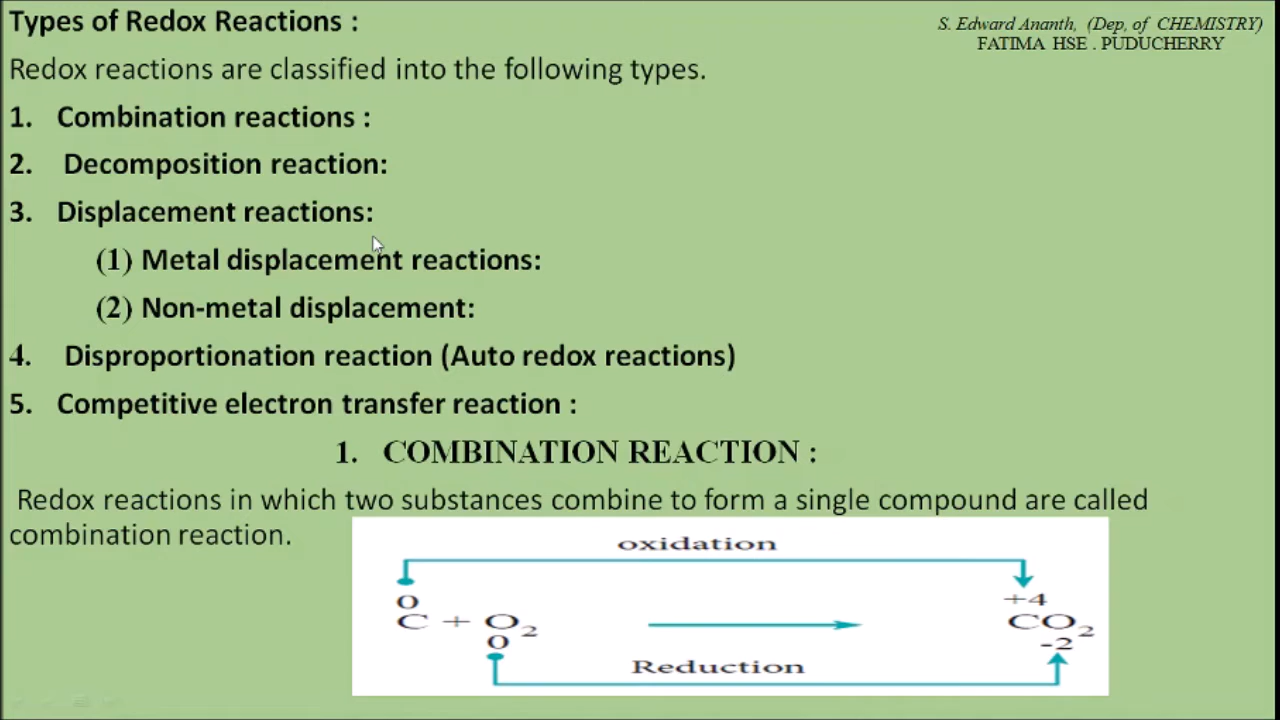 Types of Redox Reactions :
S. Edward Ananth, (Dep, of CHEMISTRY)
FATIMA HSE . PUDUCHERRY
Redox reactions are classified into the following types.
1. Combination reactions :
2. Decomposition reaction:
3. Displacement reactions:
(1) Metal displacement reactions:
(2) Non-metal displacement:
4. Disproportionation reaction (Auto redox reactions)
5. Competitive electron transfer reaction :
1. COMBINATION REACTION :
Redox reactions in which two substances combine to form a single compound are called
combination reaction.
oxidation
0 +4
C + O₂ CO₂
0 -2
Reduction